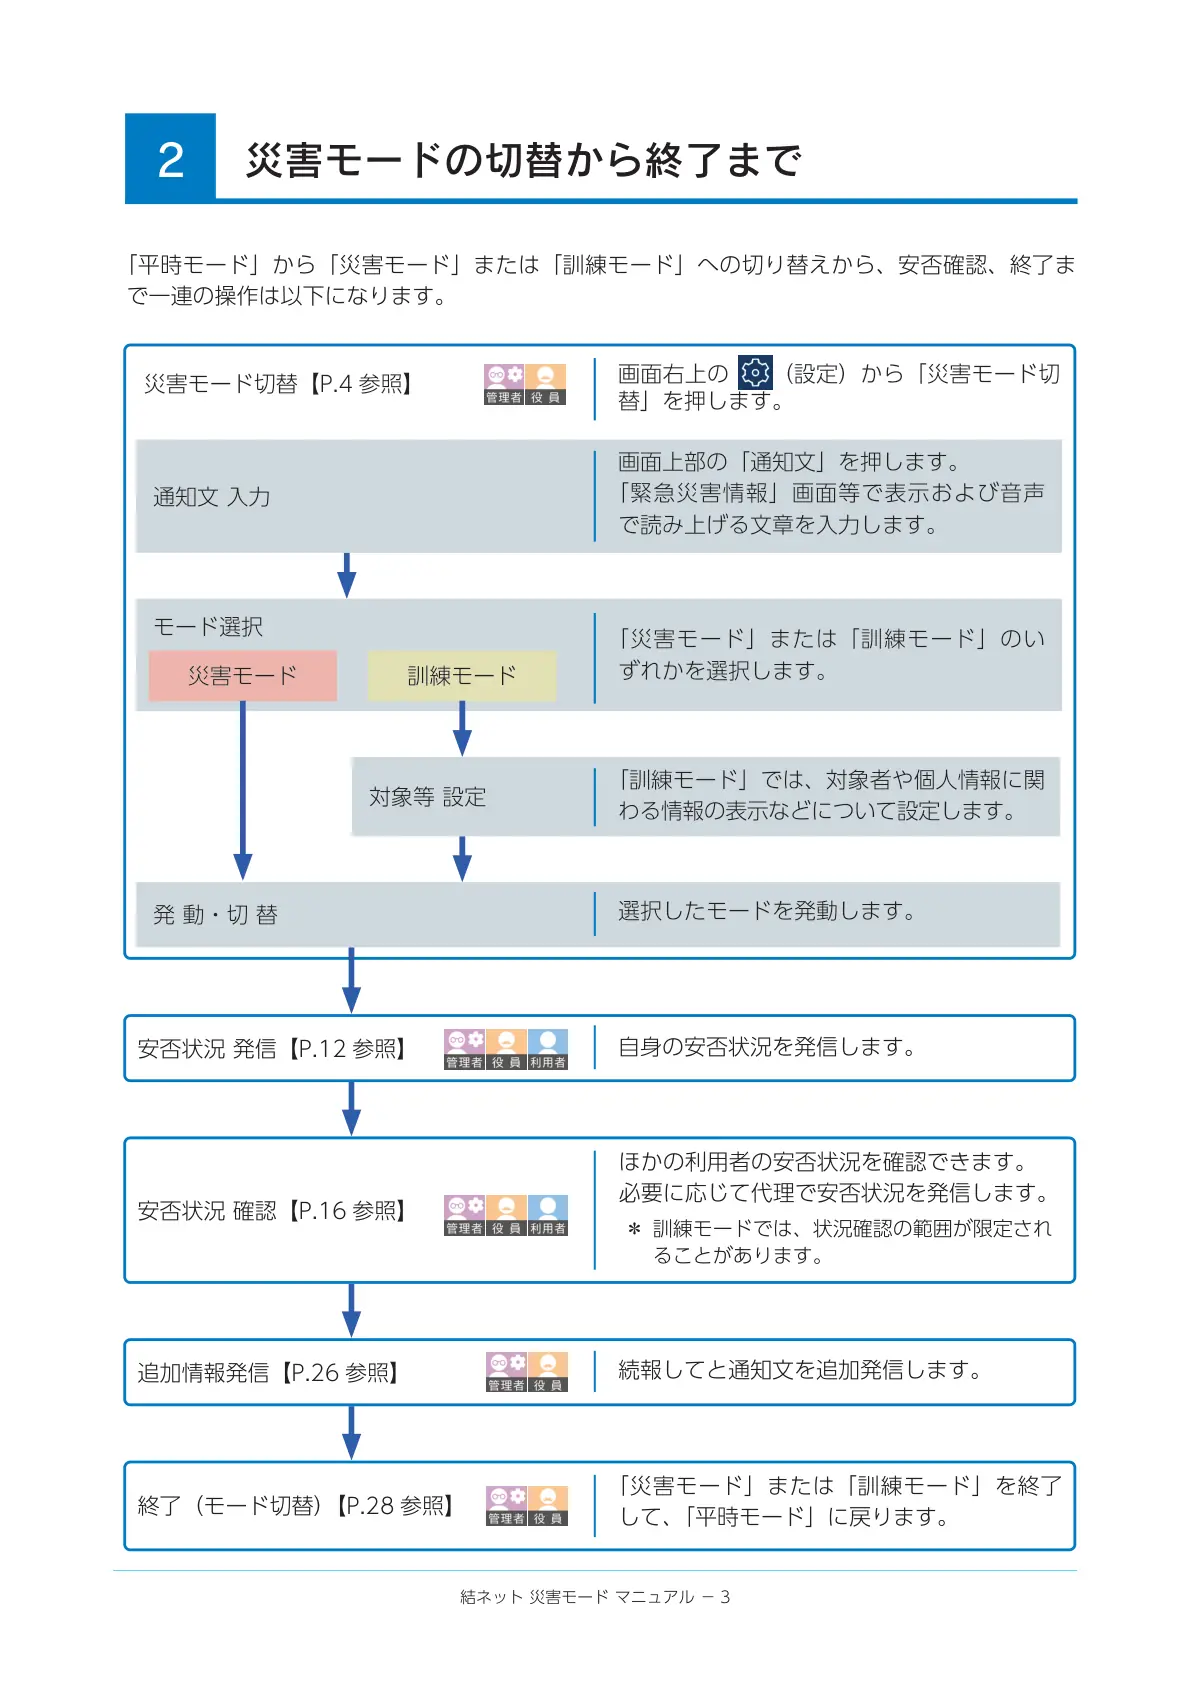 2 災害モードの切替から終了まで
「平時モード」から「災害モード」または「訓練モード」への切り替えから、安否確認、終了ま
で一連の操作は以下になります。
災害モード切替【P.4 参照】
管理者 役 員
画面右上の（設定）から「災害モード切
替」を押します。
通知文 入力
画面上部の「通知文」を押します。
「緊急災害情報」画面等で表示および音声
で読み上げる文章を入力します。
モード選択
災害モード 訓練モード
「災害モード」または「訓練モード」のい
ずれかを選択します。
対象等 設定
「訓練モード」では、対象者や個人情報に関
わる情報の表示などについて設定します。
発 動・切 替
選択したモードを発動します。
安否状況 発信【P.12 参照】
管理者 役 員 利用者
自身の安否状況を発信します。
安否状況 確認【P.16 参照】
管理者 役 員 利用者
ほかの利用者の安否状況を確認できます。
必要に応じて代理で安否状況を発信します。
＊ 訓練モードでは、状況確認の範囲が限定され
ることがあります。
追加情報発信【P.26 参照】
管理者 役 員
続報してと通知文を追加発信します。
終了（モード切替）【P.28 参照】
管理者 役 員
「災害モード」または「訓練モード」を終了
して、「平時モード」に戻ります。
結ネット 災害モード マニュアル － 3